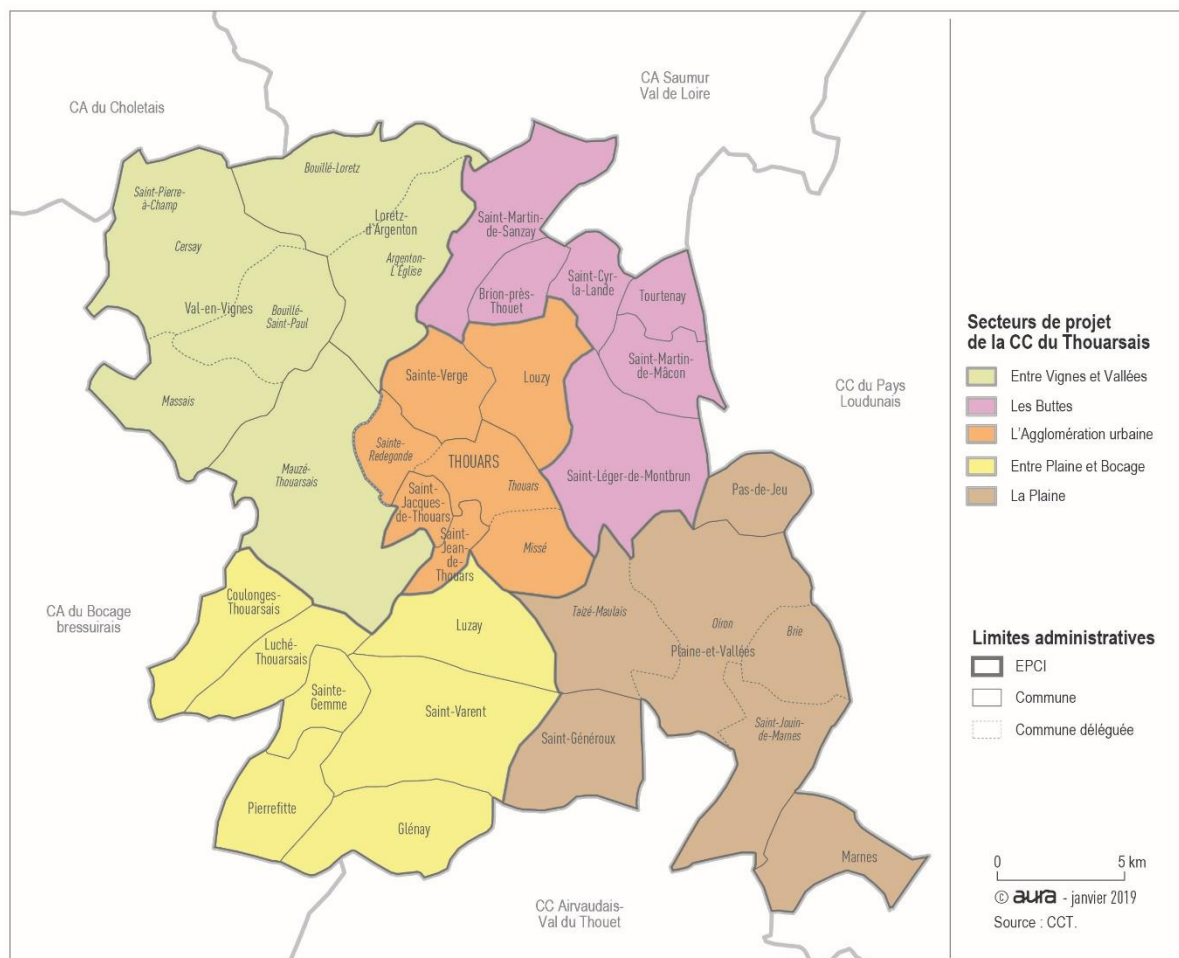 CA du Choletais
CA Saumur
Val de Loire
Saint-Pierre-
à-Champ
Cersay
Bouillé-Loretz
Loretz-
d'Argenton
Argenton-
L'Église
Val-en-Vignes
Bouillé-
Saint-Paul
Massais
Mauzé-
Thouarsais
Saint-Martin-
de-Sanzay
Brion-près-
Thouet
Saint-Cyr-
la-Lande
Tourtenay
Saint-Martin-
de-Mâcon
Saint-Léger-de-Montbrun
CC du Pays
Loudunais
Sainte-Verge
Louzy
Sainte-
Redegonde
THOUARS
Thouars
Saint-
Jacques-
de-Thouars
Saint-
Jean-
de-
Thouars
Missé
Pas-de-Jeu
Taizé-Maulais
Oiron
Brie
Plaine-et-Vallées
Saint-Jouin-
de-Marnes
Saint-Généroux
Marnes
CA du Bocage
bressuirais
Coulonges-
Thouarsais
Luché-
Thouarsais
Luzay
Sainte-
Gemme
Saint-Varent
Pierrefitte
Glénay
CC Airvaudais-
Val du Thouet
Secteurs de projet
de la CC du Thouarsais
Entre Vignes et Vallées
Les Buttes
L'Agglomération urbaine
Entre Plaine et Bocage
La Plaine
Limites administratives
EPCI
Commune
Commune déléguée
0 5 km
© aura - janvier 2019
Source : CCT.